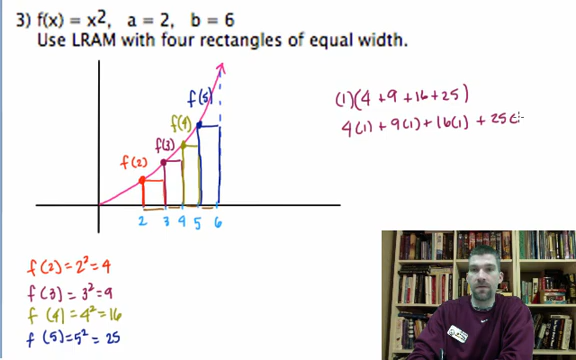 3) f(x) = x², a = 2, b = 6
Use LRAM with four rectangles of equal width.
f(5)
f(4)
f(3)
f(2)
2 3 4 5 6
(1)(4 + 9 + 16 + 25)
4(1) + 9(1) + 16(1) + 25(
f(2) = 2² = 4
f(3) = 3² = 9
f(4) = 4² = 16
f(5) = 5² = 25